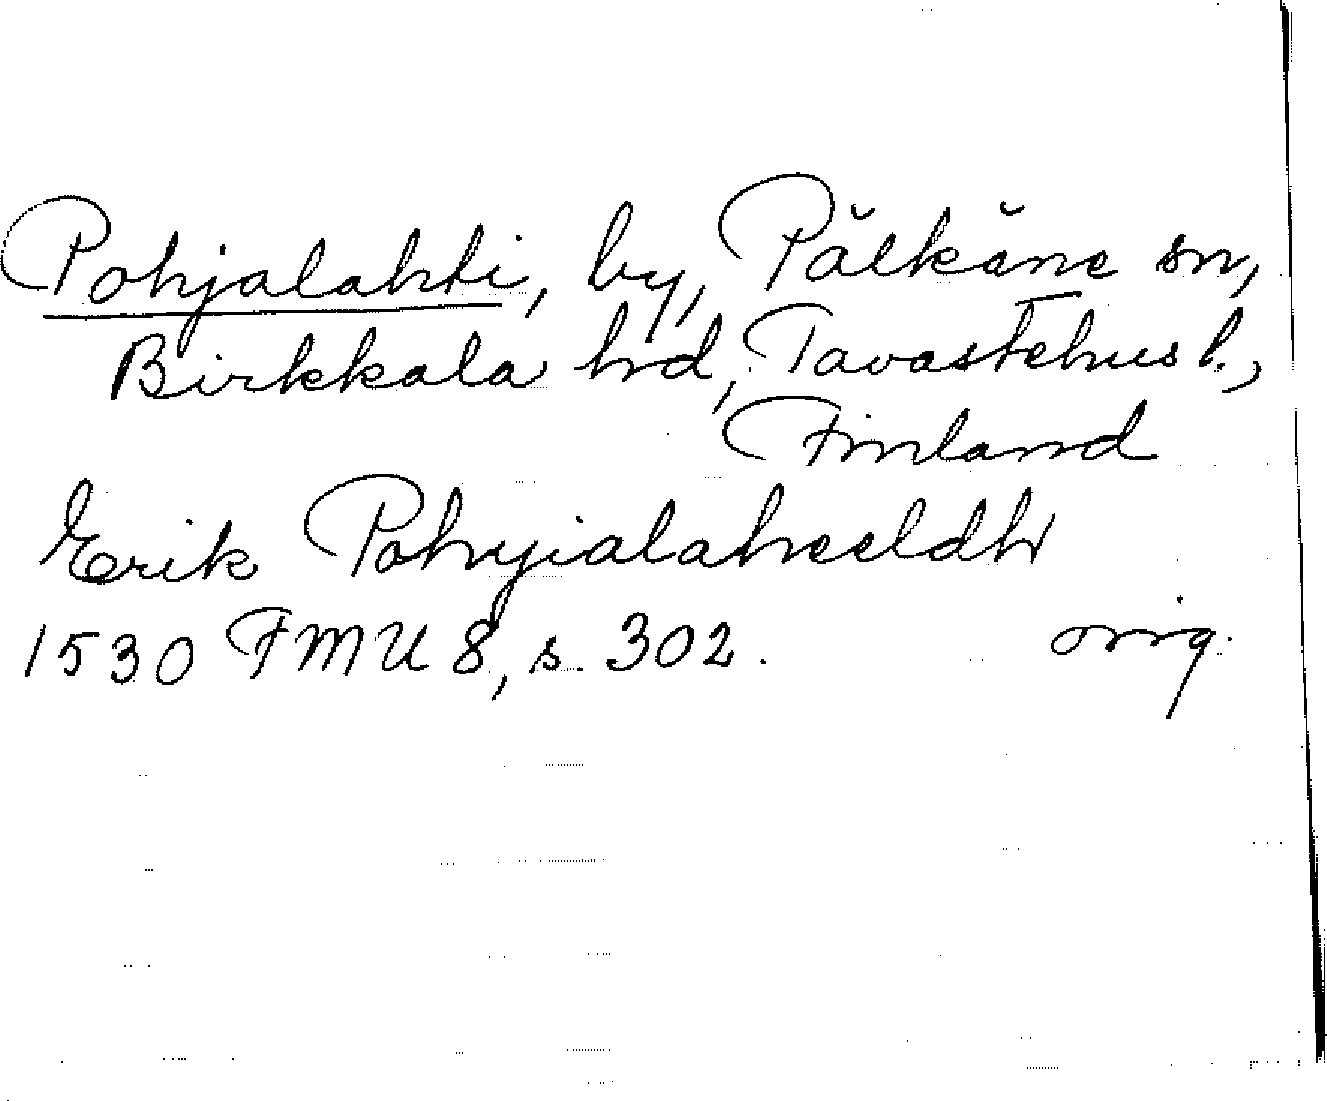 Pohjalahti, by, Pälkäne sn,
Birkkala hd, Tavastehus l.,
Finland
Erik Pohyialaheeldh
1530 FMU 8, s. 302.
orig.